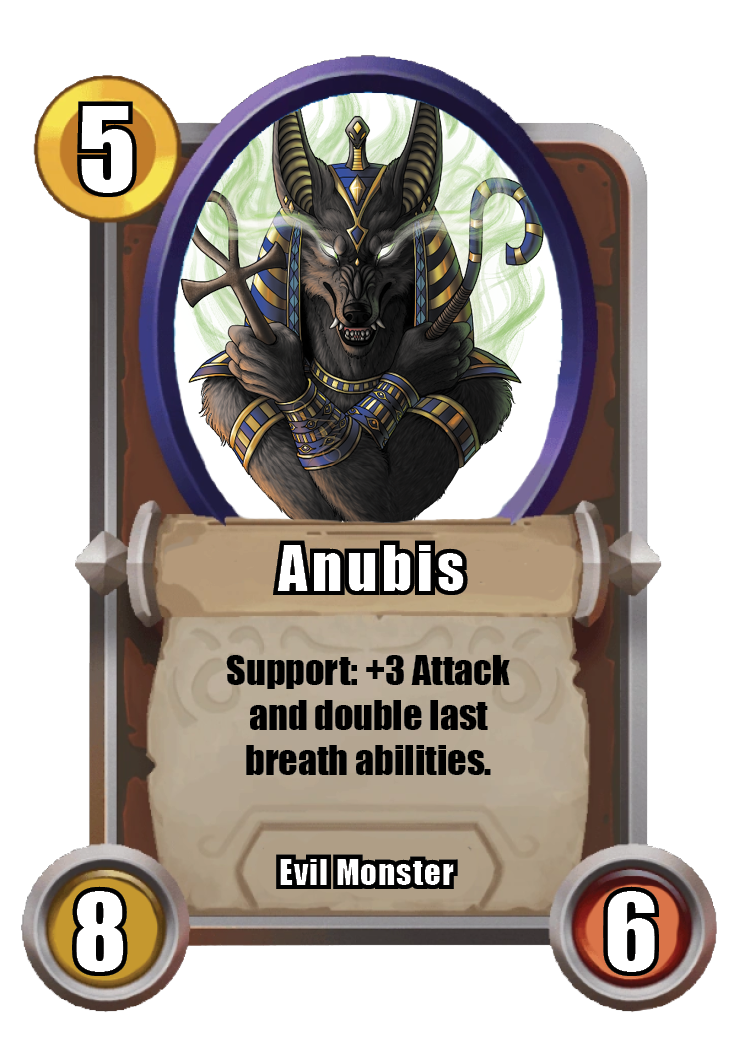 5
Anubis
Support: +3 Attack
and double last
breath abilities.
Evil Monster
8
6